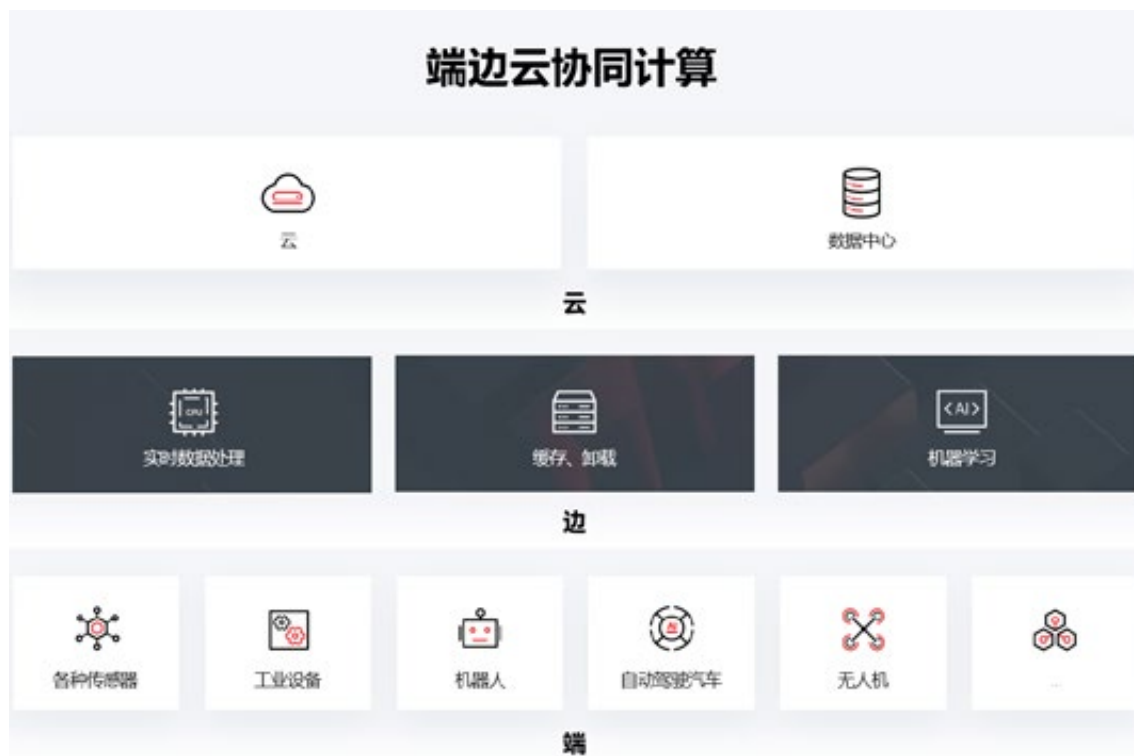 端边云协同计算
云
数据中心
云
CPU
实时数据处理
缓存、卸载
<AI>
机器学习
边
各种传感器
工业设备
机器人
自动驾驶汽车
无人机
...
端